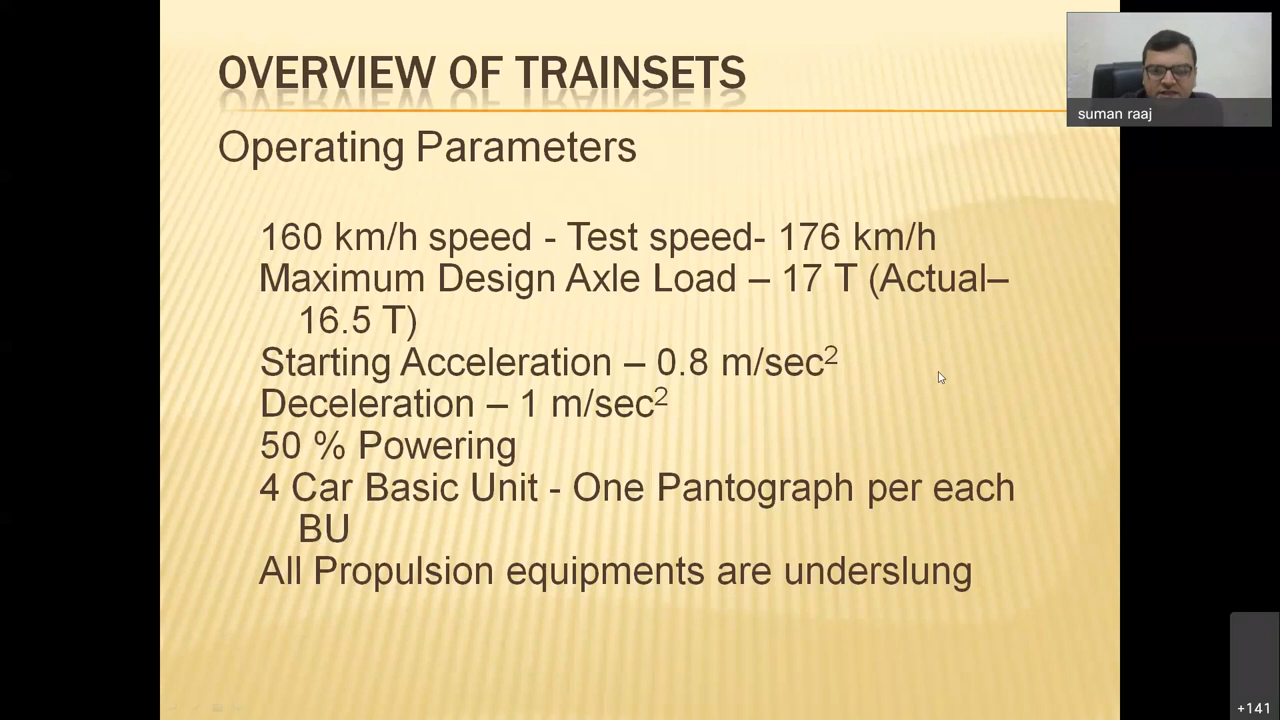 OVERVIEW OF TRAINSETS
suman raaj
Operating Parameters
160 km/h speed - Test speed- 176 km/h
Maximum Design Axle Load – 17 T (Actual–
16.5 T)
Starting Acceleration – 0.8 m/sec²
Deceleration – 1 m/sec²
50 % Powering
4 Car Basic Unit - One Pantograph per each
BU
All Propulsion equipments are underslung
+141